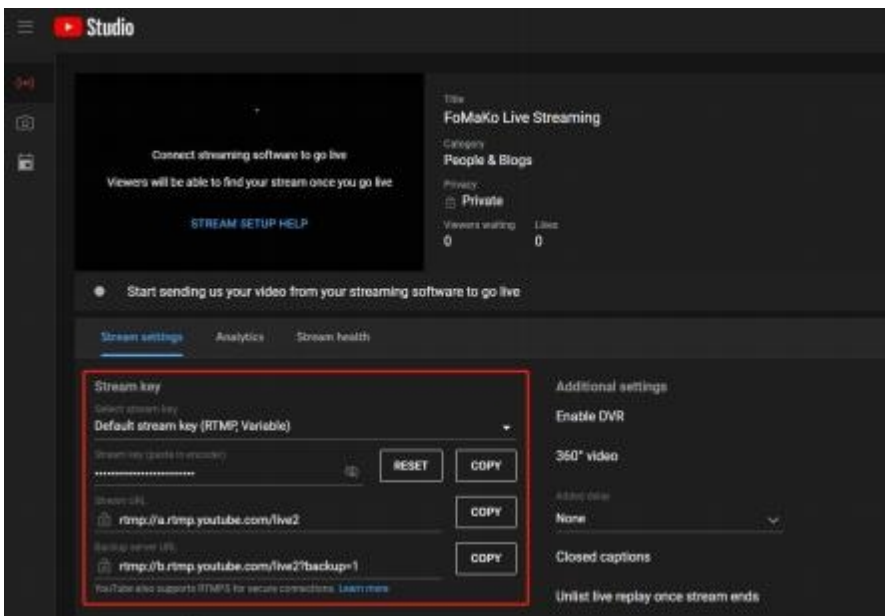 Studio
Connect streaming software to go live
Viewers will be able to find your stream once you go live
STREAM SETUP HELP
Title
FoMaKo Live Streaming
Category
People & Blogs
Privacy
Private
Viewers waiting Likes
0 0
Start sending us your video from your streaming software to go live
Stream settings Analytics Stream health
Stream key
Select stream key
Default stream key (RTMP, Variable)
Stream key (paste in encoder)
RESET COPY
Stream URL
rtmp://a.rtmp.youtube.com/live2
COPY
Backup server URL
rtmp://b.rtmp.youtube.com/live2?backup=1
COPY
YouTube also supports RTMPS for secure connections. Learn more
Additional settings
Enable DVR
360° video
Added delay
None
Closed captions
Unlist live replay once stream ends